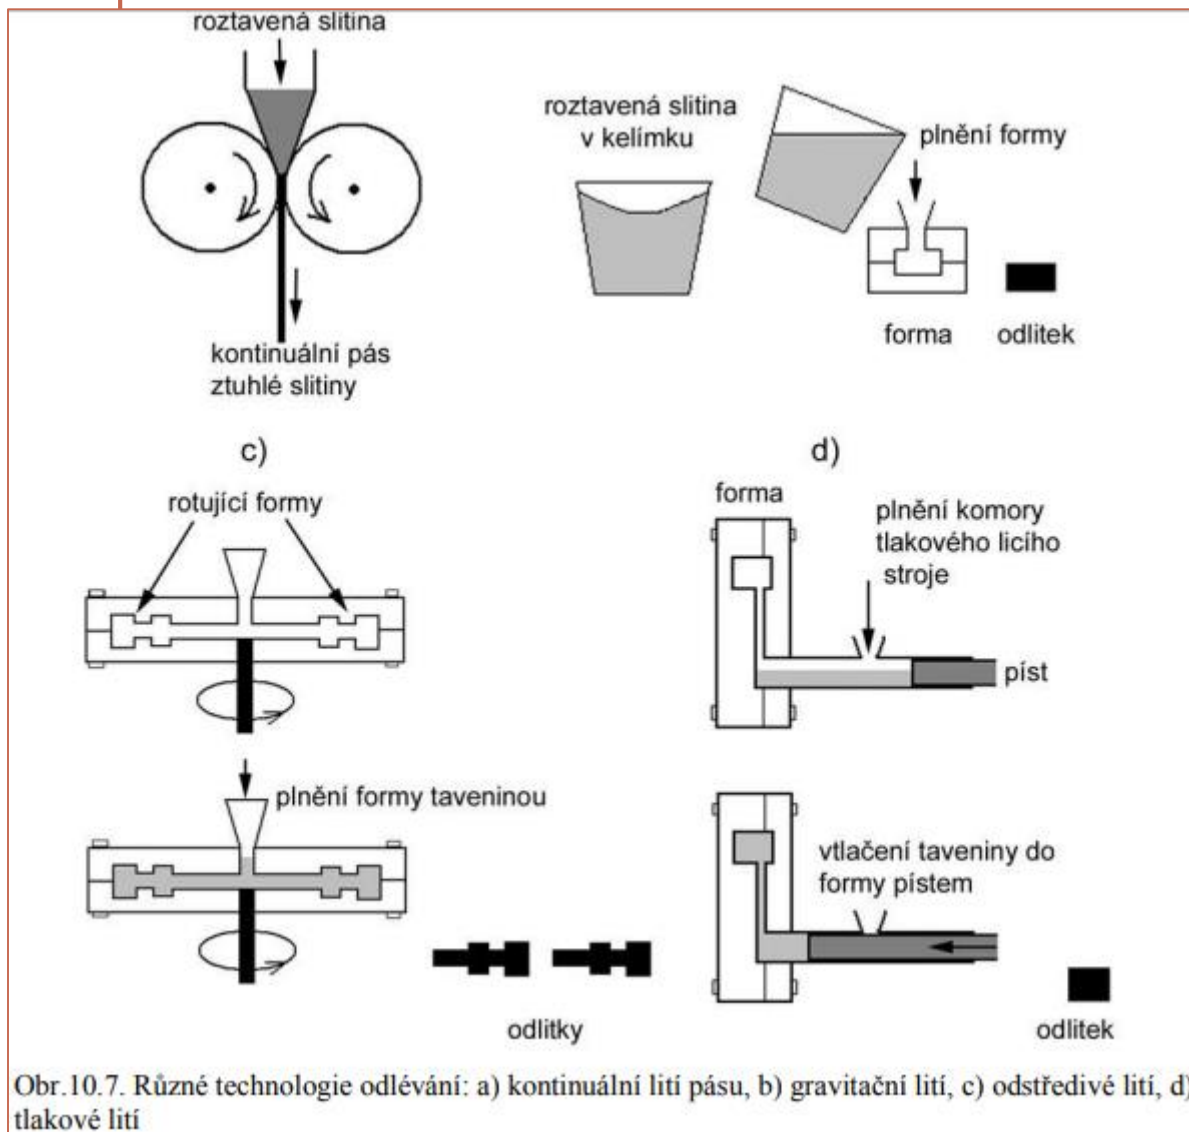 roztavená slitina
kontinuální pás
ztuhlé slitiny
roztavená slitina
v kelímku
plnění formy
forma
odlitek
c)
rotující formy
plnění formy taveninou
odlitky
d)
forma
plnění komory
tlakového licího
stroje
píst
vtlačení taveniny do
formy pístem
odlitek
Obr.10.7. Různé technologie odlévání: a) kontinuální lití pásu, b) gravitační lití, c) odstředivé lití, d)
tlakové lití